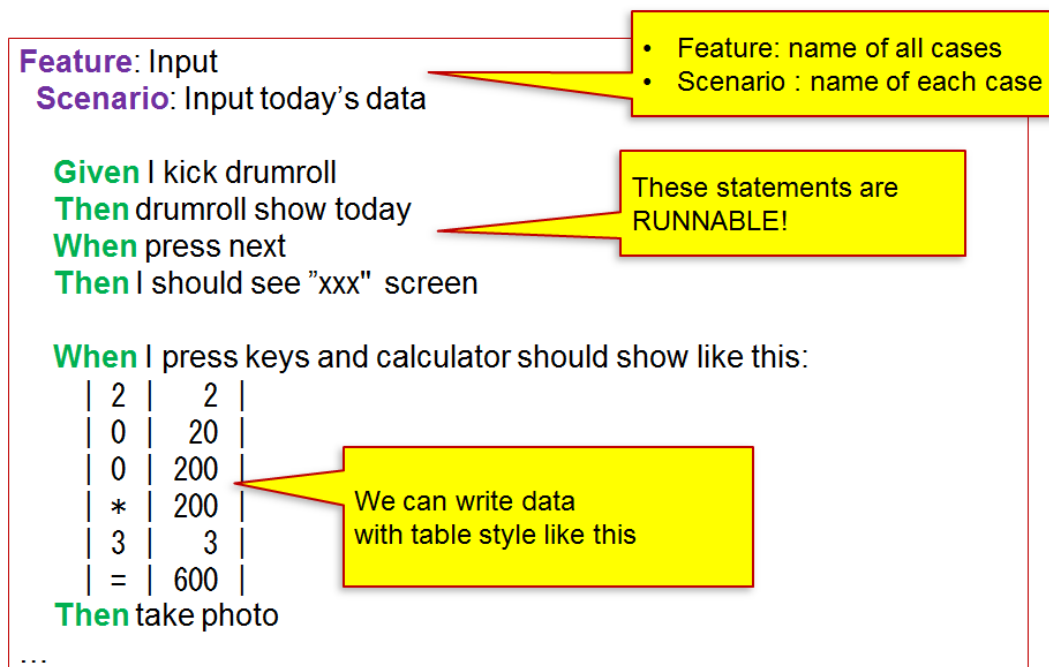 Feature: Input
Scenario: Input today's data
• Feature: name of all cases
• Scenario : name of each case
Given I kick drumroll
Then drumroll show today
When press next
Then I should see ”xxx" screen
These statements are
RUNNABLE!
When I press keys and calculator should show like this:
| 2 | 2 |
| 0 | 20 |
| 0 | 200 |
| * | 200 |
| 3 | 3 |
| = | 600 |
We can write data
with table style like this
Then take photo
...